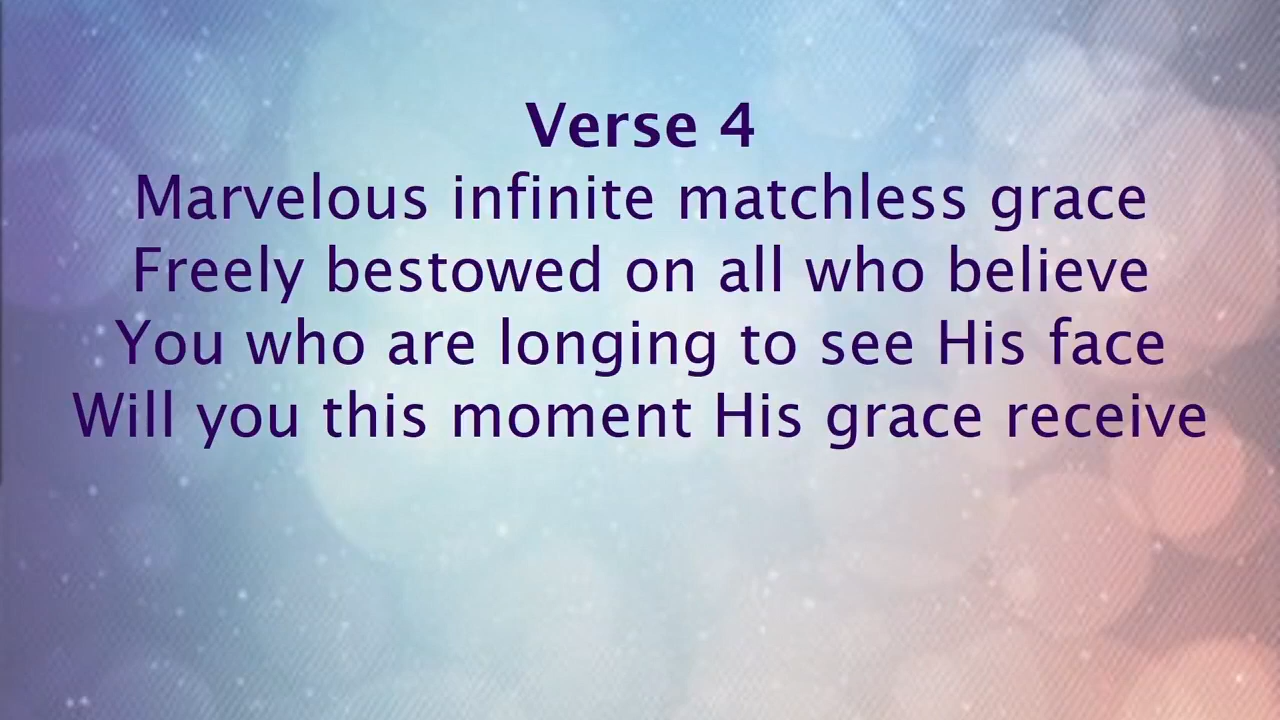 Verse 4
Marvelous infinite matchless grace
Freely bestowed on all who believe
You who are longing to see His face
Will you this moment His grace receive